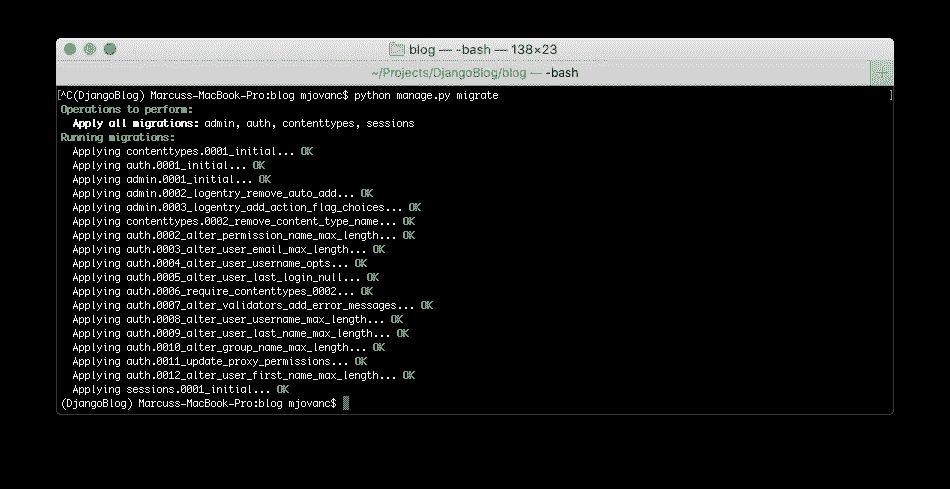 blog — -bash — 138×23
~/Projects/DjangoBlog/blog — -bash +
[^C(DjangoBlog) Marcuss-MacBook-Pro:blog mjovanc$ python manage.py migrate ]
Operations to perform:
Apply all migrations: admin, auth, contenttypes, sessions
Running migrations:
Applying contenttypes.0001_initial... OK
Applying auth.0001_initial... OK
Applying admin.0001_initial... OK
Applying admin.0002_logentry_remove_auto_add... OK
Applying admin.0003_logentry_add_action_flag_choices... OK
Applying contenttypes.0002_remove_content_type_name... OK
Applying auth.0002_alter_permission_name_max_length... OK
Applying auth.0003_alter_user_email_max_length... OK
Applying auth.0004_alter_user_username_opts... OK
Applying auth.0005_alter_user_last_login_null... OK
Applying auth.0006_require_contenttypes_0002... OK
Applying auth.0007_alter_validators_add_error_messages... OK
Applying auth.0008_alter_user_username_max_length... OK
Applying auth.0009_alter_user_last_name_max_length... OK
Applying auth.0010_alter_group_name_max_length... OK
Applying auth.0011_update_proxy_permissions... OK
Applying auth.0012_alter_user_first_name_max_length... OK
Applying sessions.0001_initial... OK
(DjangoBlog) Marcuss-MacBook-Pro:blog mjovanc$